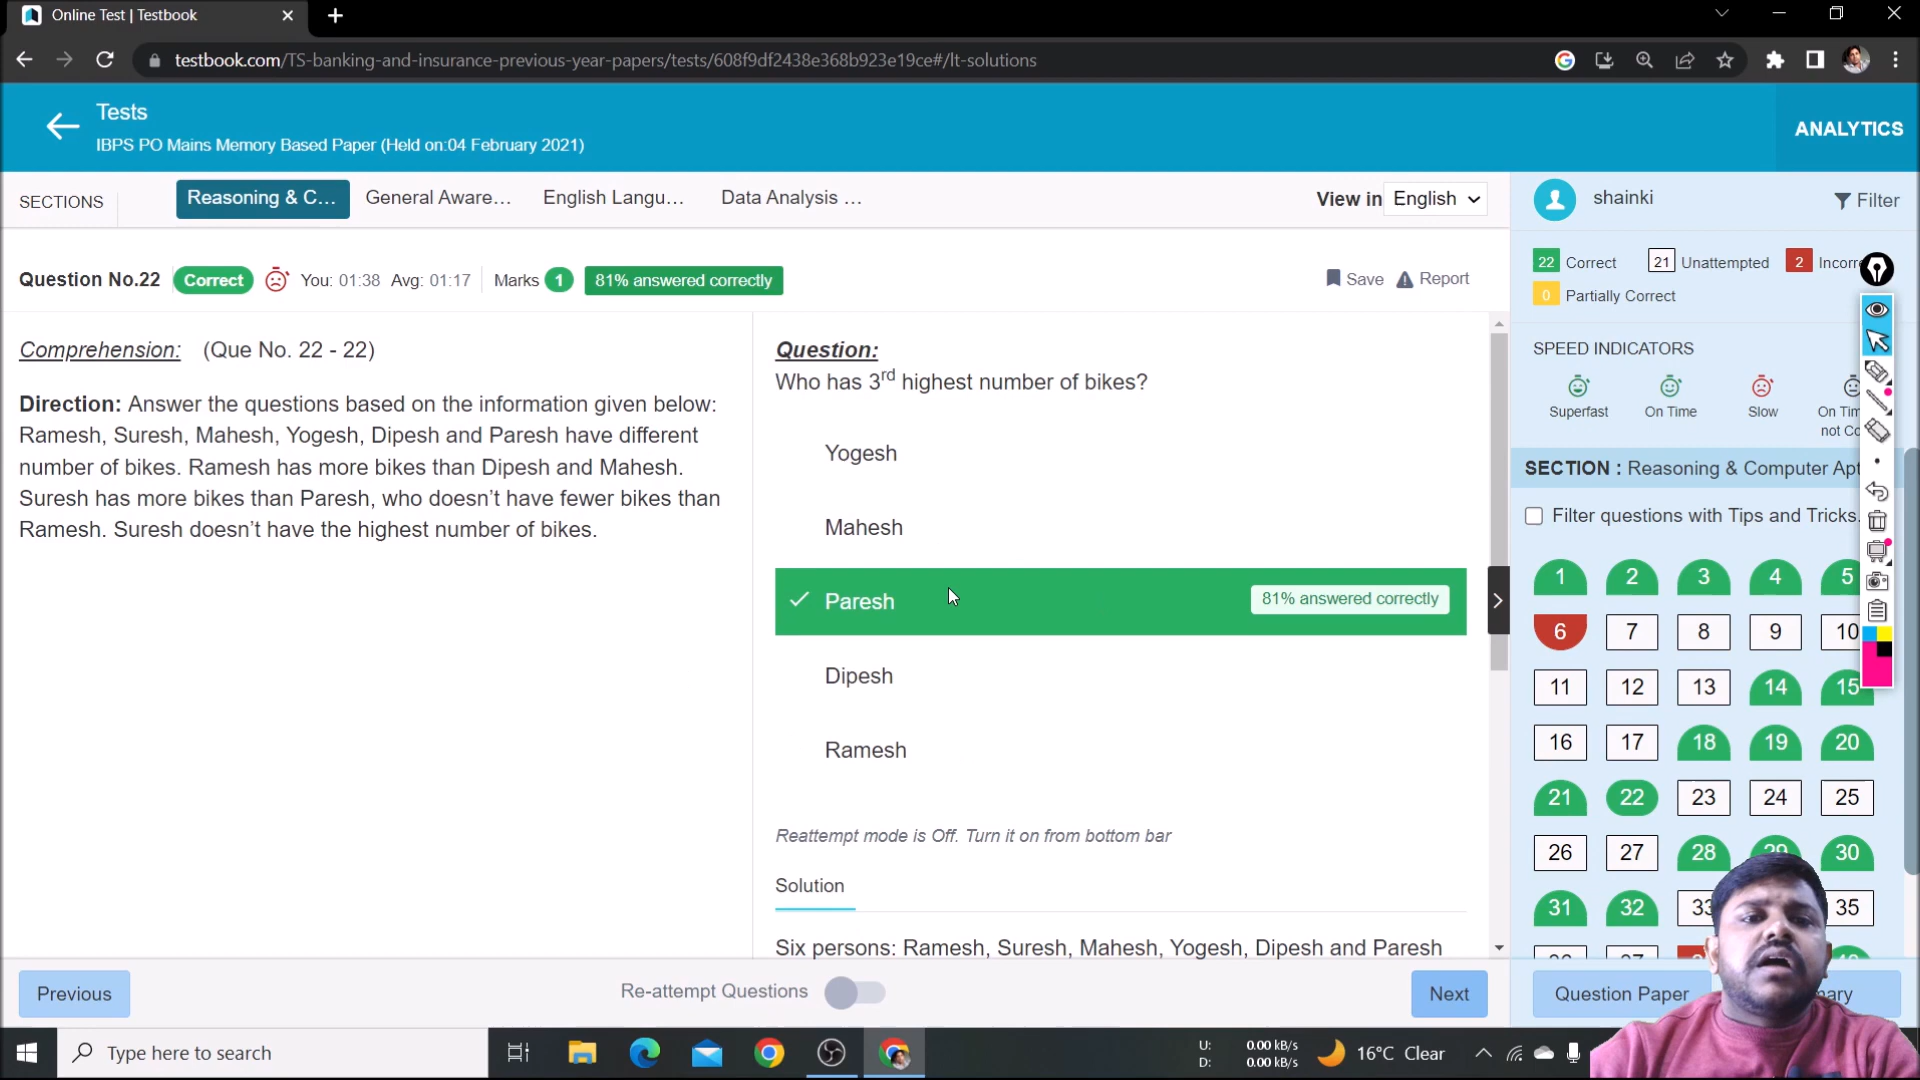 Online Test | Testbook
testbook.com/TS-banking-and-insurance-previous-year-papers/tests/608f9df2438e368b923e19ce#/lt-solutions
Tests
IBPS PO Mains Memory Based Paper (Held on:04 February 2021)
ANALYTICS
SECTIONS
Reasoning & C...
General Aware...
English Langu...
Data Analysis ...
View in
English
shainki
Filter
Question No.22
Correct
You: 01:38
Avg: 01:17
Marks
1
81% answered correctly
Save
Report
22 Correct
21 Unattempted
2
0 Partially Correct
Comprehension: (Que No. 22 - 22)
Direction: Answer the questions based on the information given below:
Ramesh, Suresh, Mahesh, Yogesh, Dipesh and Paresh have different
number of bikes. Ramesh has more bikes than Dipesh and Mahesh.
Suresh has more bikes than Paresh, who doesn't have fewer bikes than
Ramesh. Suresh doesn't have the highest number of bikes.
Question:
Who has 3rd highest number of bikes?
Yogesh
Mahesh
Paresh
81% answered correctly
Dipesh
Ramesh
Reattempt mode is Off. Turn it on from bottom bar
Solution
Six persons: Ramesh, Suresh, Mahesh, Yogesh, Dipesh and Paresh
SPEED INDICATORS
Superfast
On Time
Slow
SECTION : Reasoning & Computer Apt
Filter questions with Tips and Tricks.
1 2 3 4 5
6 7 8 9 10
11 12 13 14 15
16 17 18 19 20
21 22 23 24 25
26 27 28 29 30
31 32 33 35
Previous
Re-attempt Questions
Next
Question Paper
Type here to search
U: 0.00 kB/s
D: 0.00 kB/s
16°C Clear